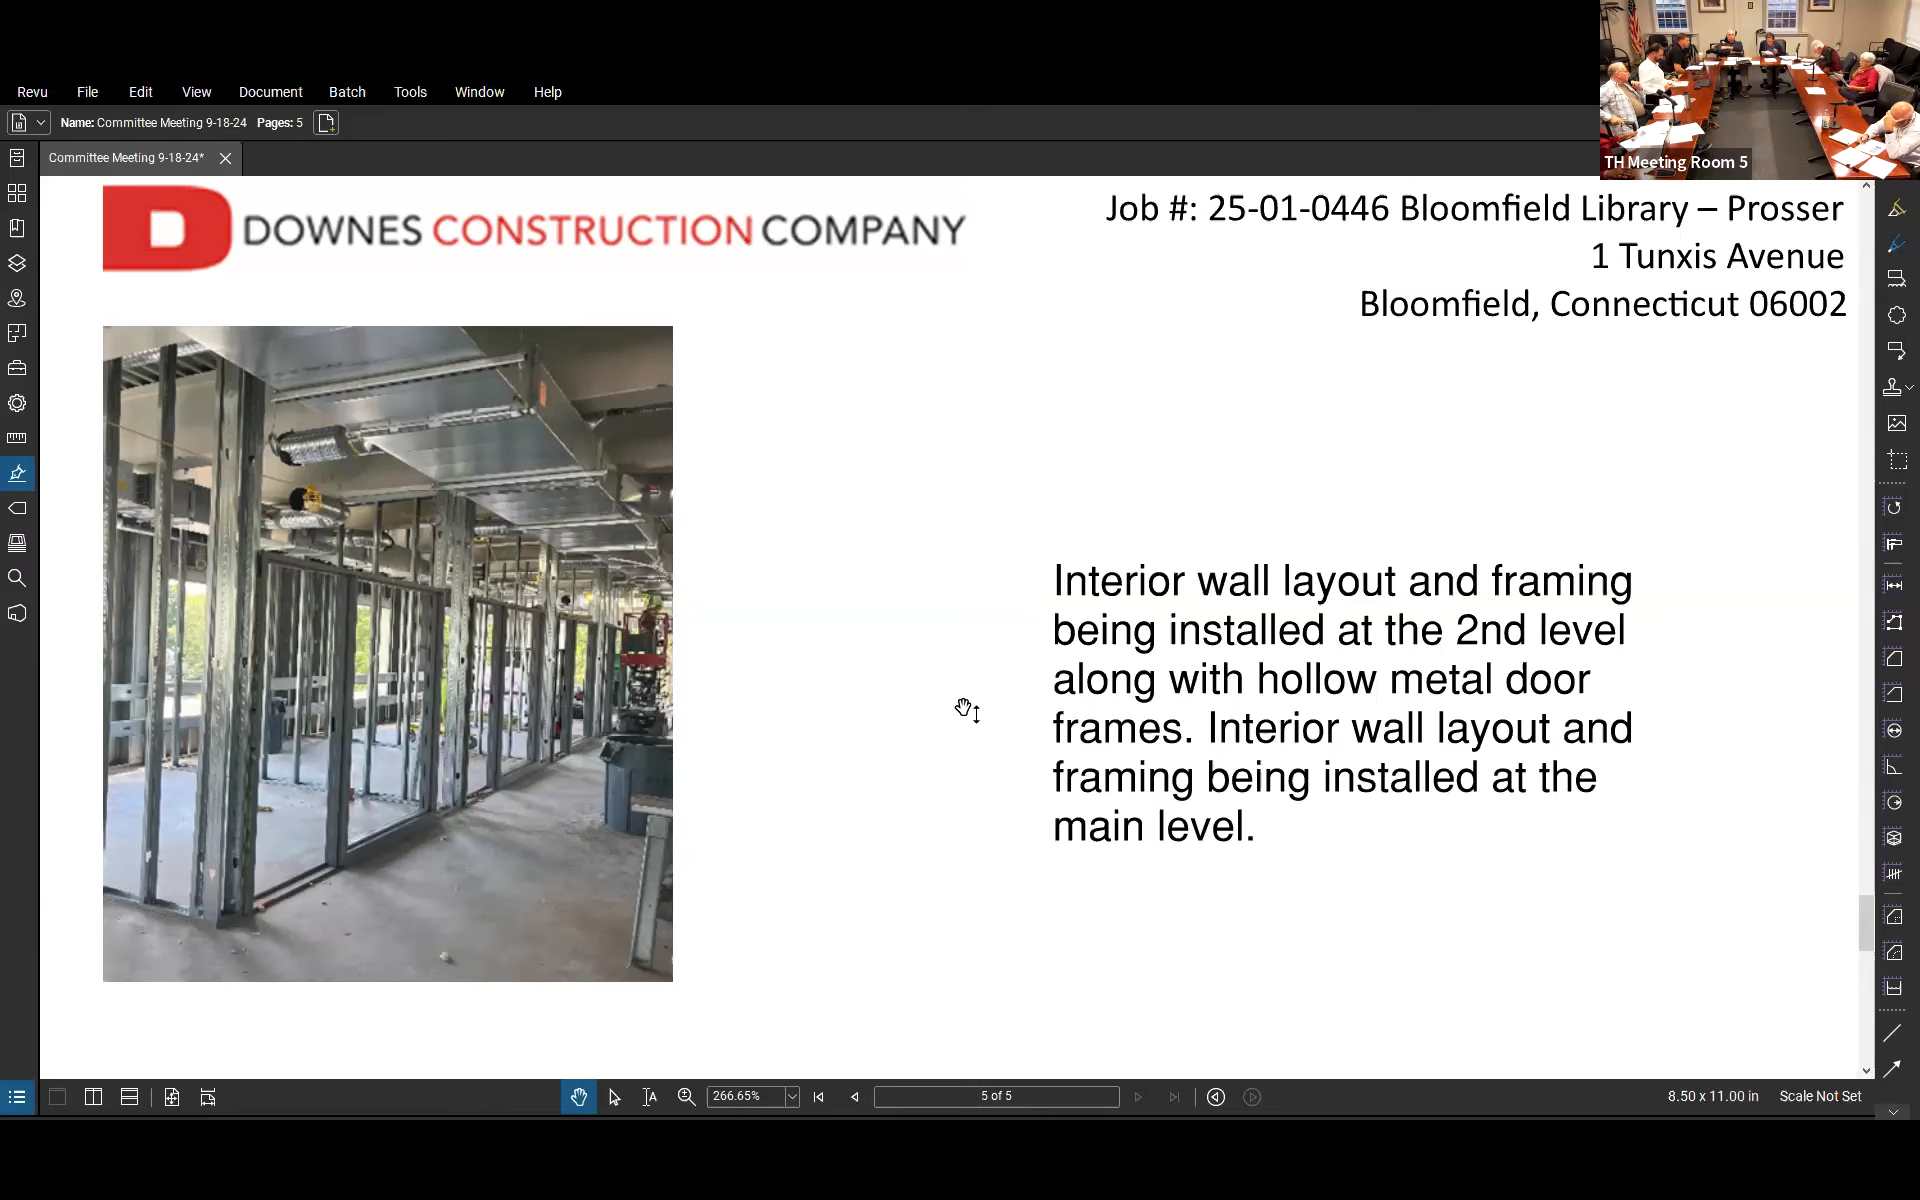 TH Meeting Room 5
Revu File Edit View Document Batch Tools Window Help
Name: Committee Meeting 9-18-24 Pages: 5
Committee Meeting 9-18-24*
DOWNES CONSTRUCTION COMPANY
Job #: 25-01-0446 Bloomfield Library – Prosser
1 Tunxis Avenue
Bloomfield, Connecticut 06002
Interior wall layout and framing
being installed at the 2nd level
along with hollow metal door
frames. Interior wall layout and
framing being installed at the
main level.
266.65%
5 of 5
8.50 x 11.00 in
Scale Not Set